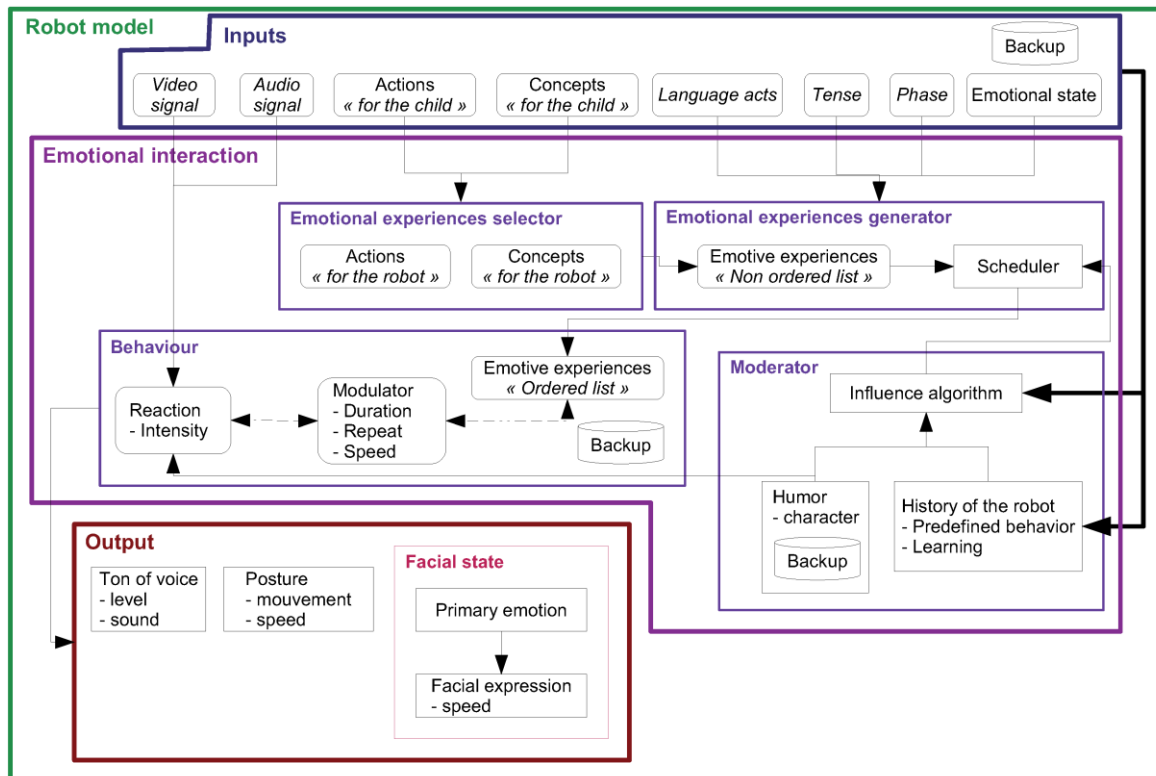 Robot model
Inputs
Backup
Video
signal
Audio
signal
Actions
« for the child »
Concepts
« for the child »
Language acts
Tense
Phase
Emotional state
Emotional interaction
Emotional experiences selector
Actions
« for the robot »
Concepts
« for the robot »
Emotional experiences generator
Emotive experiences
« Non ordered list »
Scheduler
Behaviour
Reaction
- Intensity
Modulator
- Duration
- Repeat
- Speed
Emotive experiences
« Ordered list »
Backup
Moderator
Influence algorithm
Humor
- character
Backup
History of the robot
- Predefined behavior
- Learning
Output
Ton of voice
- level
- sound
Posture
- mouvement
- speed
Facial state
Primary emotion
Facial expression
- speed